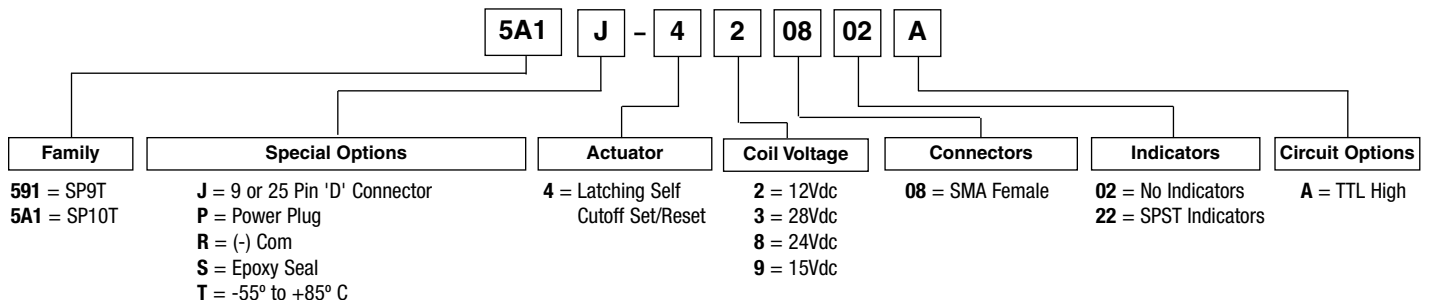 5A1 J – 4 2 08 02 A
Family
591 = SP9T
5A1 = SP10T
Special Options
J = 9 or 25 Pin 'D' Connector
P = Power Plug
R = (-) Com
S = Epoxy Seal
T = -55º to +85º C
Actuator
4 = Latching Self
Cutoff Set/Reset
Coil Voltage
2 = 12Vdc
3 = 28Vdc
8 = 24Vdc
9 = 15Vdc
Connectors
08 = SMA Female
Indicators
02 = No Indicators
22 = SPST Indicators
Circuit Options
A = TTL High